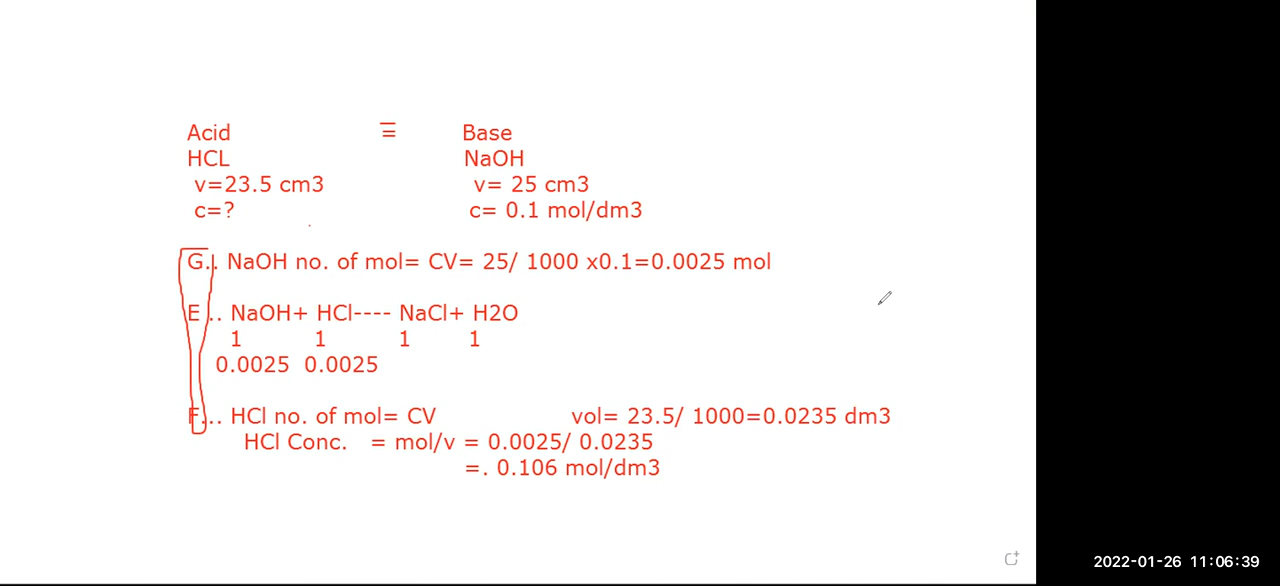 Acid = Base
HCL NaOH
v=23.5 cm3 v= 25 cm3
c=? c= 0.1 mol/dm3
G.. NaOH no. of mol= CV= 25/ 1000 x0.1=0.0025 mol
E .. NaOH+ HCl---- NaCl+ H2O
1 1 1 1
0.0025 0.0025
F... HCl no. of mol= CV vol= 23.5/ 1000=0.0235 dm3
HCl Conc. = mol/v = 0.0025/ 0.0235
=. 0.106 mol/dm3
2022-01-26 11:06:39